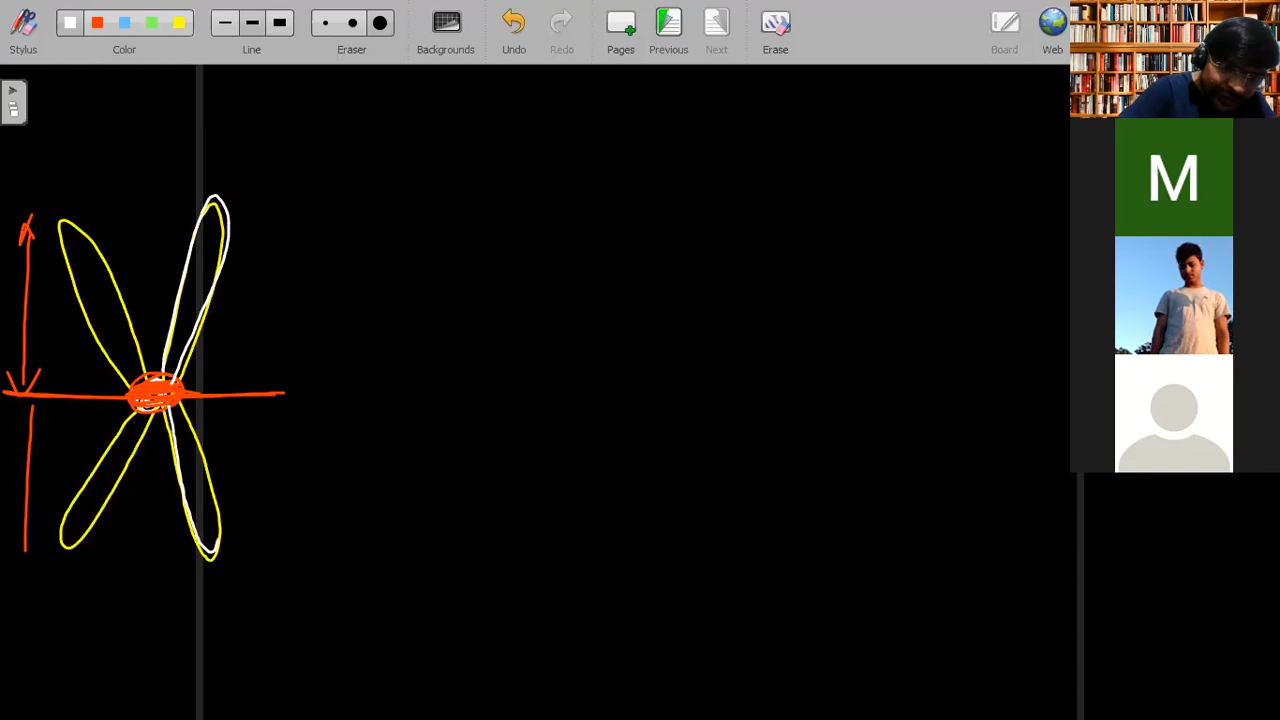 Stylus
Color
Line
Eraser
Backgrounds
Undo
Redo
Pages
Previous
Next
Erase
Board
Web
M